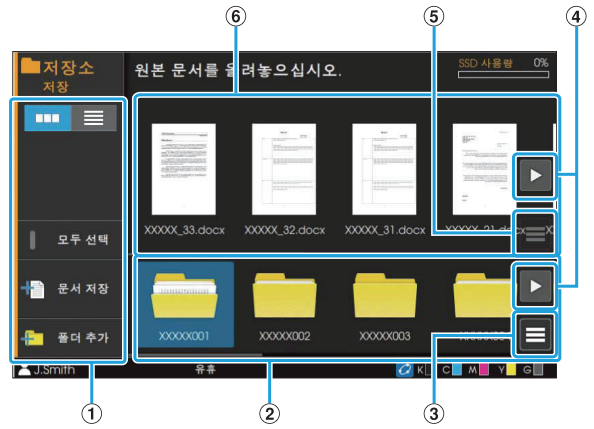 ⑥ ⑤ ④
저장소
저장
원본 문서를 올려놓으십시오.
SSD 사용량 0%
XXXXX_33.docx XXXXX_32.docx XXXXX_31.docx XXXXX_21.docx
모두 선택
문서 저장
폴더 추가
XXXXX001 XXXXX002 XXXXX003
J.Smith 유휴 K C M Y G
① ② ③